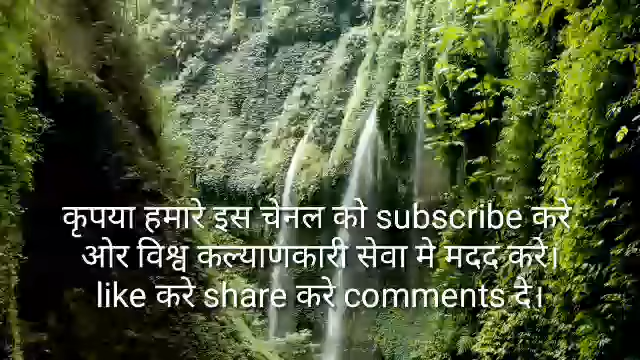 कृपया हमारे इस चेनल को subscribe करे
ओर विश्व कल्याणकारी सेवा मे मदद करे।
like करे share करे comments दे।